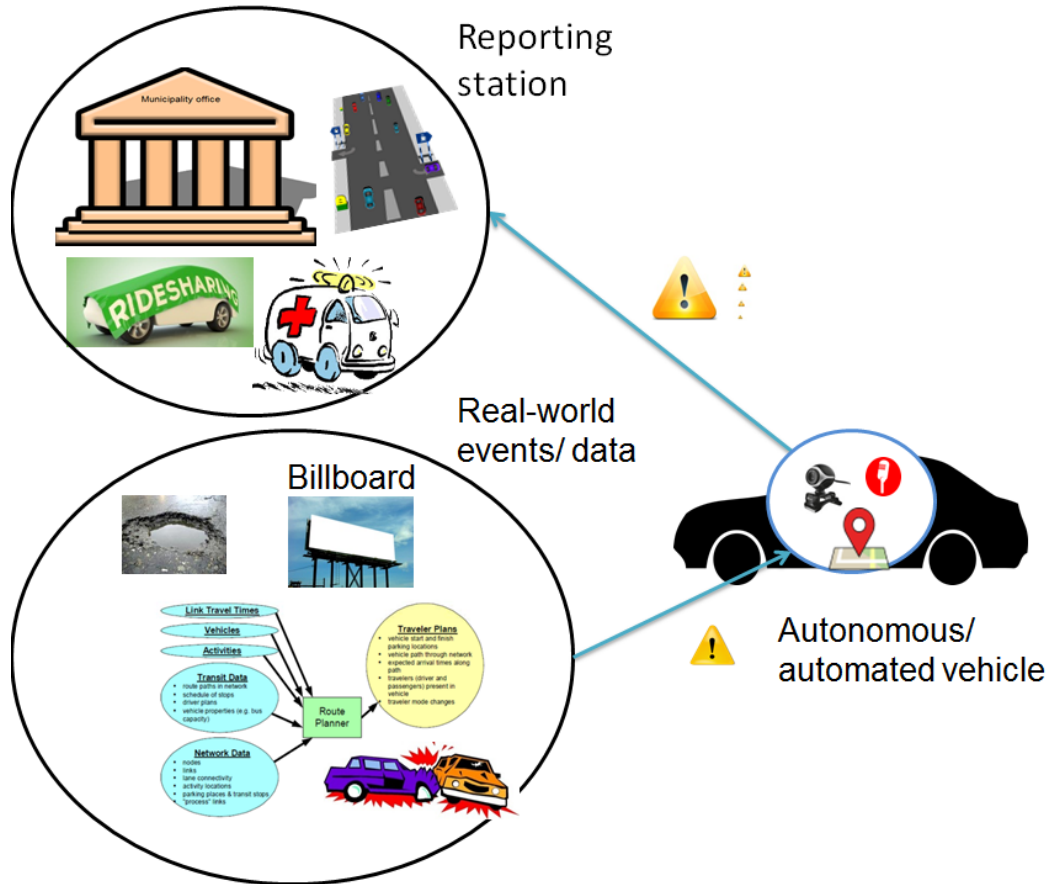 Reporting
station
Municipality office
RIDESHARING
Real-world
events/ data
Billboard
Link Travel Times
Vehicles
Activities
Transit Data
• route paths in network
• schedule of stops
• driver plans
• vehicle properties (e.g. bus
capacity)
Network Data
• nodes
• links
• lane connectivity
• activity locations
• parking places & transit stops
• "process" links
Route
Planner
Traveler Plans
• vehicle start and finish
parking locations
• vehicle path through network
• expected arrival times along
path
• travelers (driver and
passengers) present in
vehicle
• traveler mode changes
Autonomous/
automated vehicle